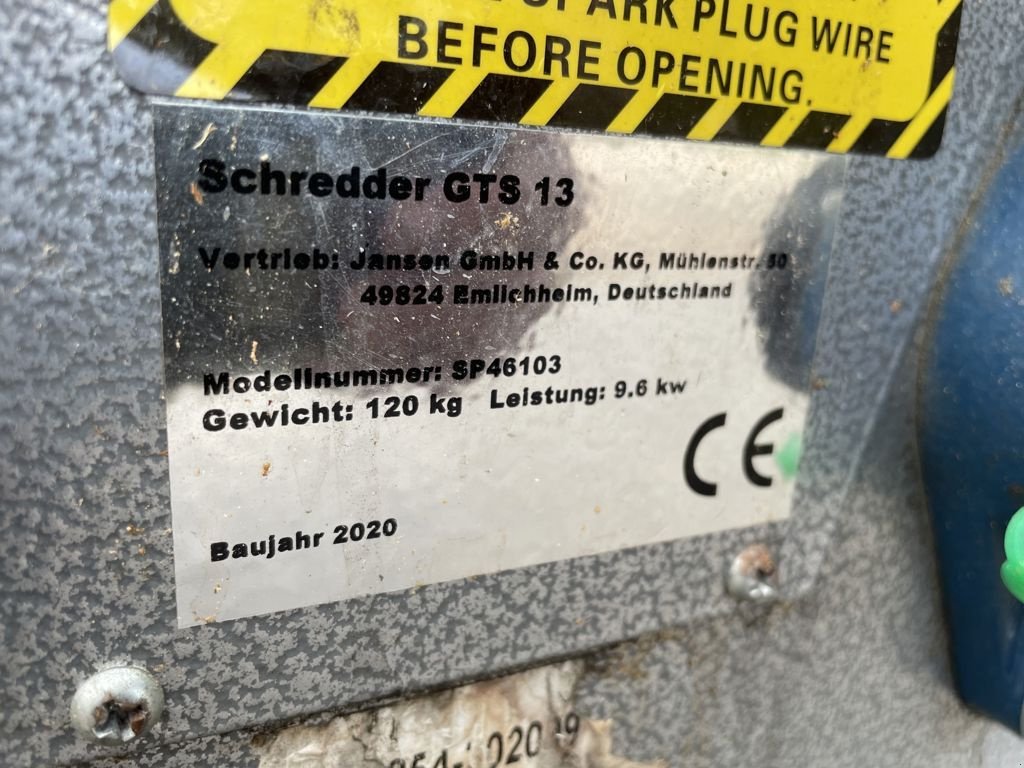 SPARK PLUG WIRE
BEFORE OPENING.
Schredder GTS 13
Vertrieb: Jansen GmbH & Co. KG, Mühlenstr. 50
49824 Emlichheim, Deutschland
Modellnummer: SP46103
Gewicht: 120 kg Leistung: 9.6 kw
CE
Baujahr 2020